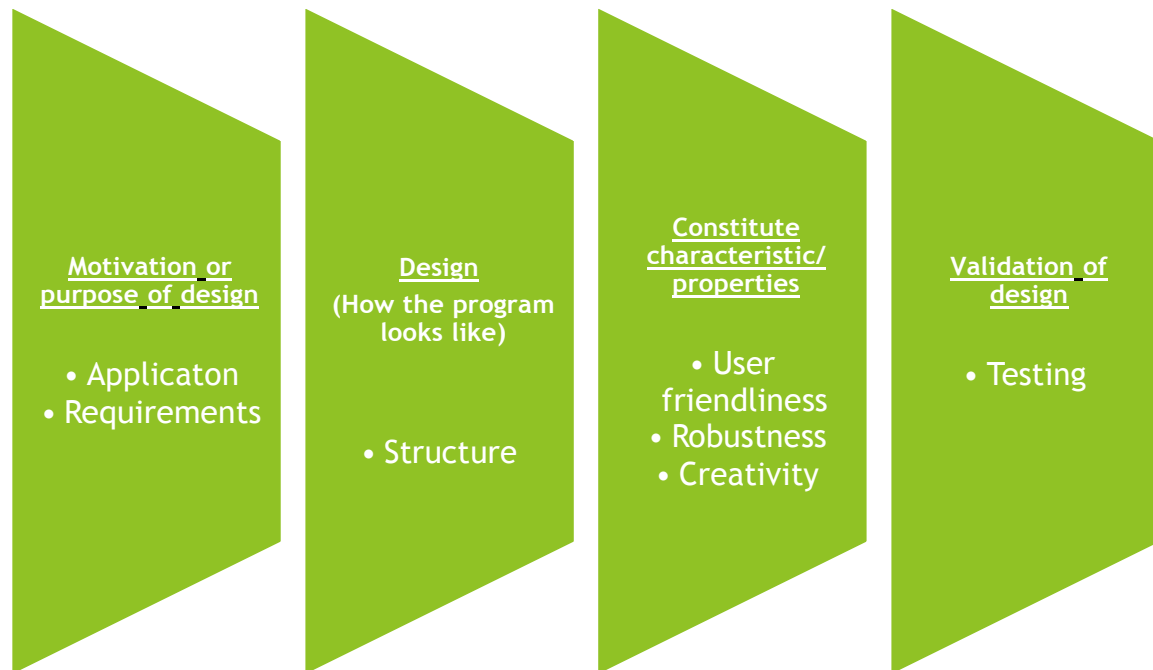 Motivation or
purpose of design
• Applicaton
• Requirements
Design
(How the program
looks like)
• Structure
Constitute
characteristic/
properties
• User
friendliness
• Robustness
• Creativity
Validation of
design
• Testing